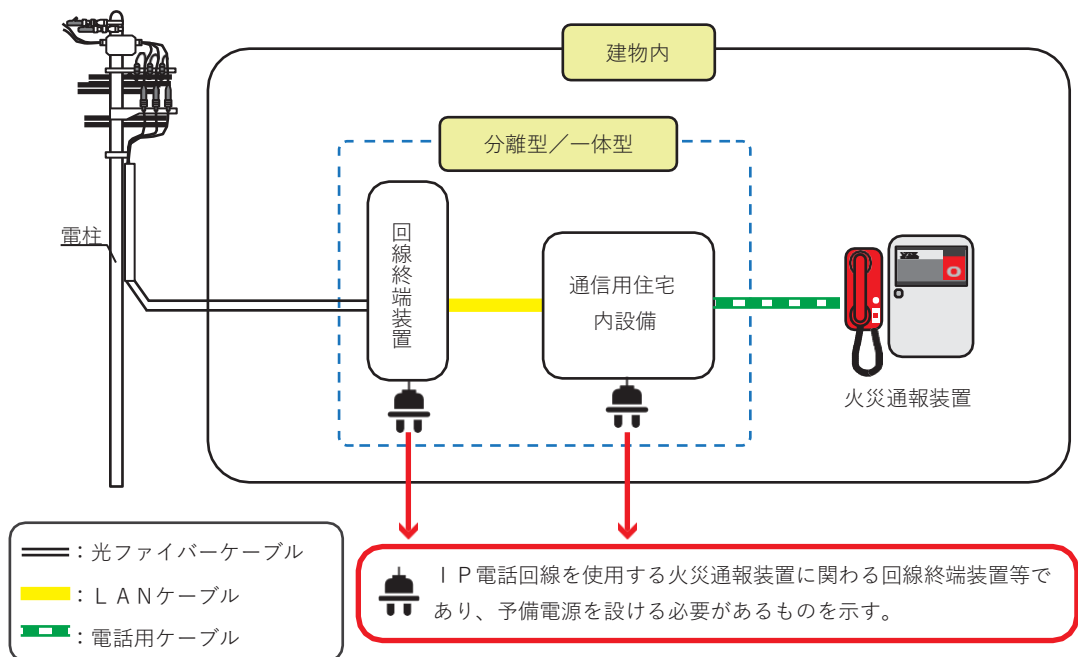 建物内
分離型／一体型
電柱
回線終端装置
通信用住宅
内設備
火災通報装置
：光ファイバーケーブル
：ＬＡＮケーブル
：電話用ケーブル
ＩＰ電話回線を使用する火災通報装置に関わる回線終端装置等で
あり、予備電源を設ける必要があるものを示す。